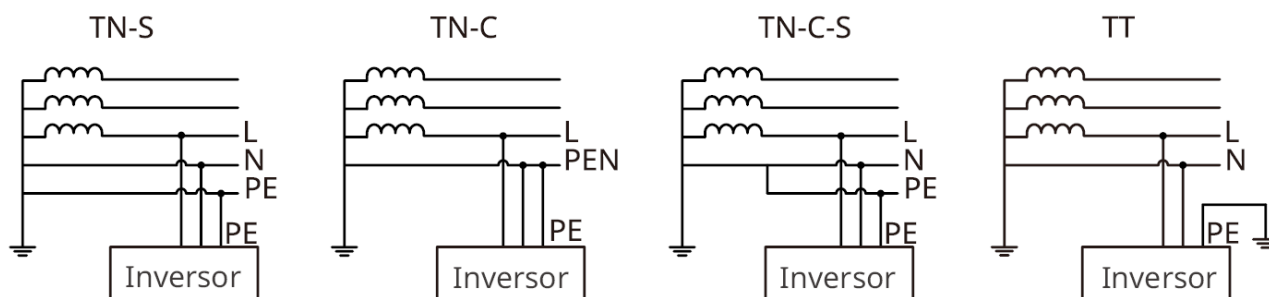 TN-S
L
N
PE
PE
Inversor
TN-C
L
PEN
PE
Inversor
TN-C-S
L
N
PE
PE
Inversor
TT
L
N
PE
Inversor